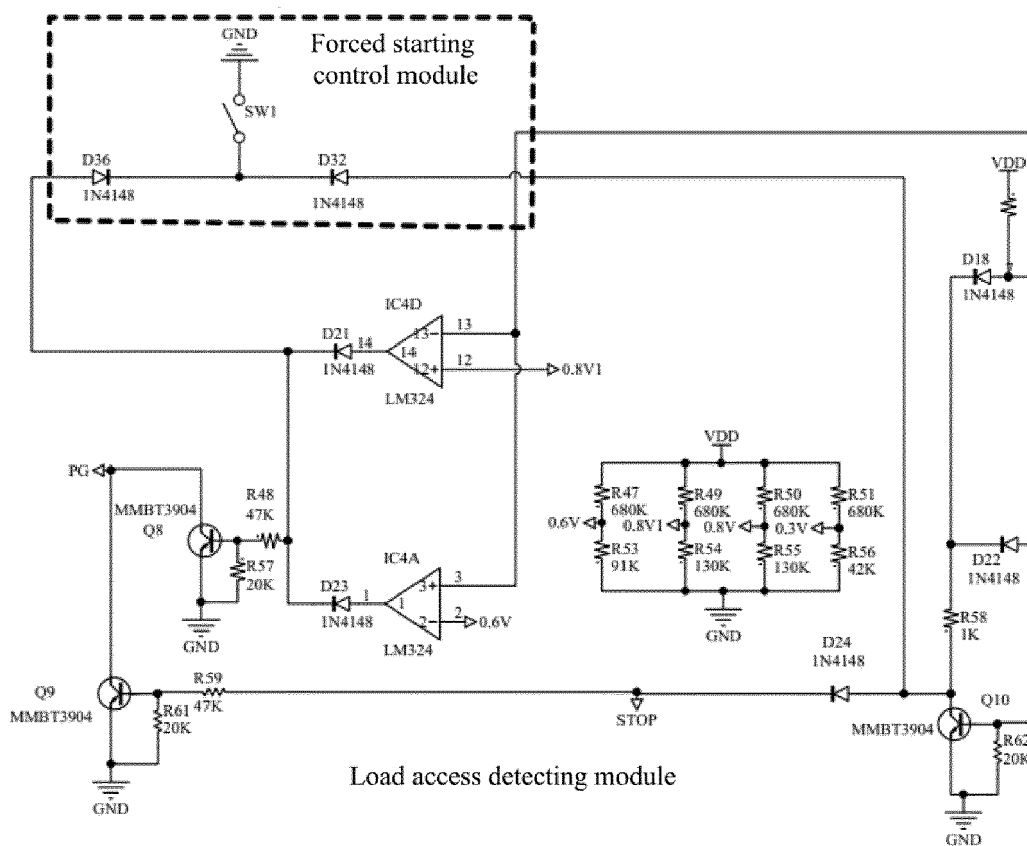 GND
Forced starting
control module
SW1
D36
1N4148
D32
1N4148
VDD
D18
1N4148
IC4D
D21
14
1N4148
13-
14
12+
13
12
0.8V1
LM324
PG
MMBT3904
Q8
R48
47K
R57
20K
GND
VDD
R47
680K
R49
680K
R50
680K
R51
680K
0.6V
0.8V1
0.8V
0.3V
R53
91K
R54
130K
R55
130K
R56
42K
GND
IC4A
D23
1
1N4148
3+
1
2-
3
2
0.6V
LM324
D22
1N4148
R58
1K
D24
1N4148
Q9
MMBT3904
R59
47K
R61
20K
GND
STOP
Q10
MMBT3904
R62
20K
GND
Load access detecting module